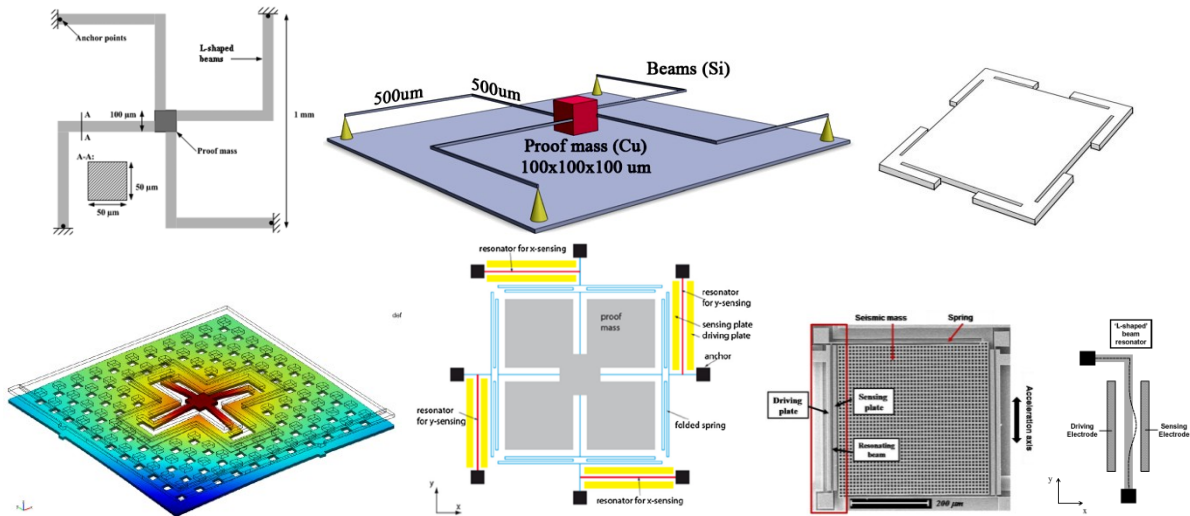 Anchor points
L-shaped
beams
A
100 µm
1 mm
A
A-A:
Proof mass
50 µm
50 µm
Beams (Si)
500um
500um
Proof mass (Cu)
100x100x100 um
def
resonator for x-sensing
resonator
for y-sensing
proof
mass
sensing plate
driving plate
anchor
resonator
for y-sensing
folded spring
y
x
resonator for x-sensing
Seismic mass
Spring
Driving
plate
Sensing
plate
Resonating
beam
Acceleration axis
200 µm
'L-shaped'
beam
resonator
Driving
Electrode
Sensing
Electrode
y
x